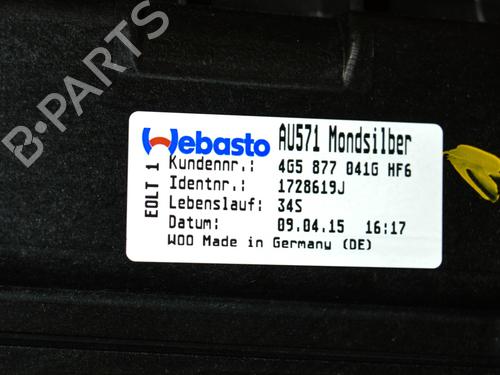 Webasto AU571 Mondsilber
EOLT 1
Kundennr.: 4G5 877 041G HF6
Identnr.: 1728619J
Lebenslauf: 34S
Datum: 09.04.15 16:17
WOO Made in Germany (DE)
B-PARTS